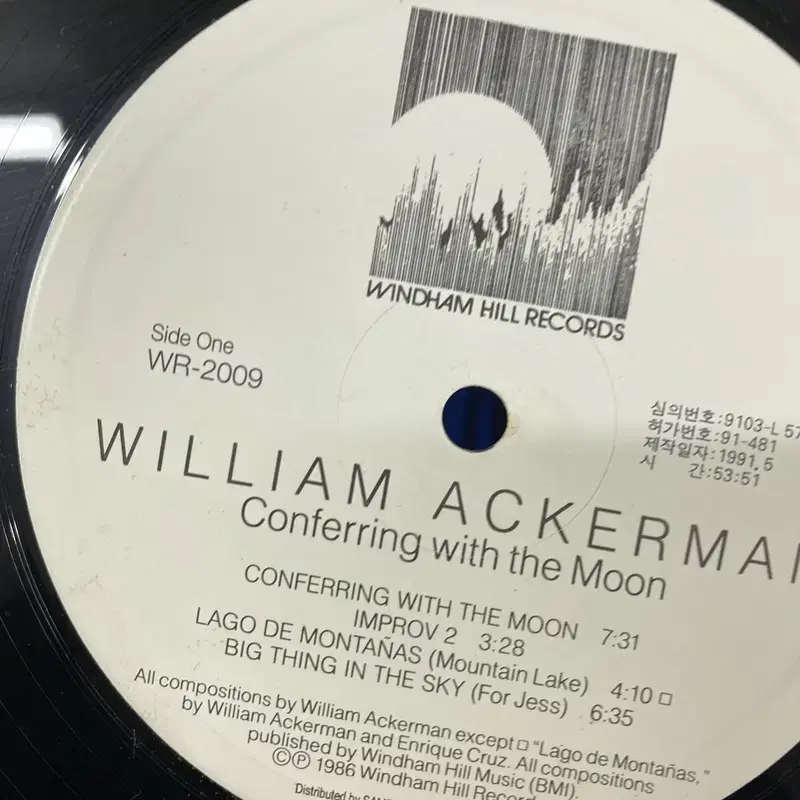 WINDHAM HILL RECORDS
Side One
WR-2009
심의번호:9103-L 57
허가번호:91-481
제작일자:1991.5
시 간:53:51
WILLIAM ACKERMAN
Conferring with the Moon
CONFERRING WITH THE MOON 7:31
IMPROV 2 3:28
LAGO DE MONTAÑAS (Mountain Lake) 4:10 □
BIG THING IN THE SKY (For Jess) 6:35
All compositions by William Ackerman except □ "Lago de Montañas,"
by William Ackerman and Enrique Cruz. All compositions
published by Windham Hill Music (BMI).
©Ⓟ 1986 Windham Hill Records
Distributed by